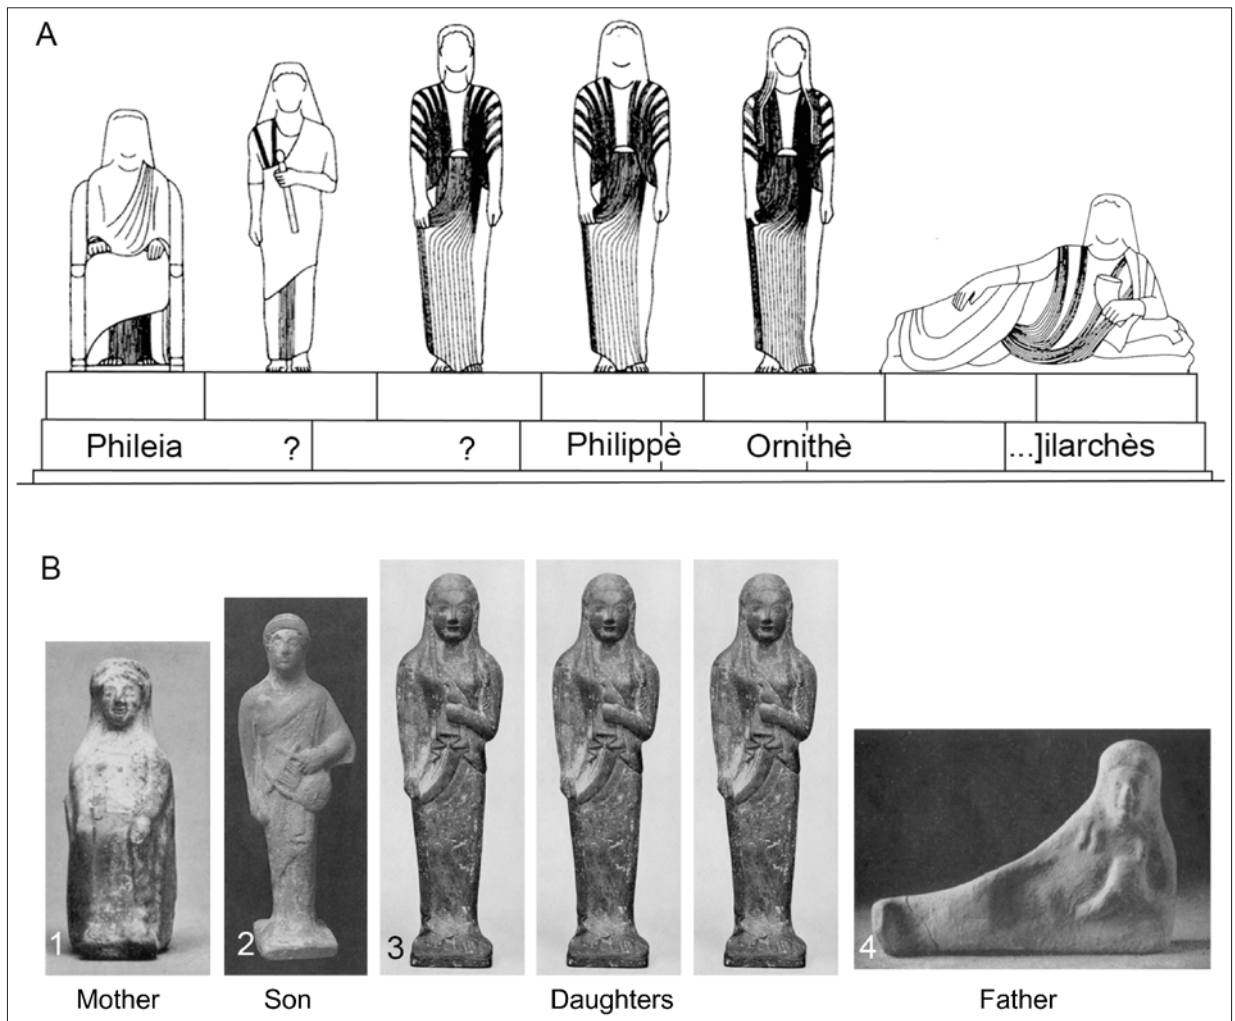 A
Phileia ? ? Philippè Ornithè ...]ilarchès
B
1 2 3 4
Mother Son Daughters Father